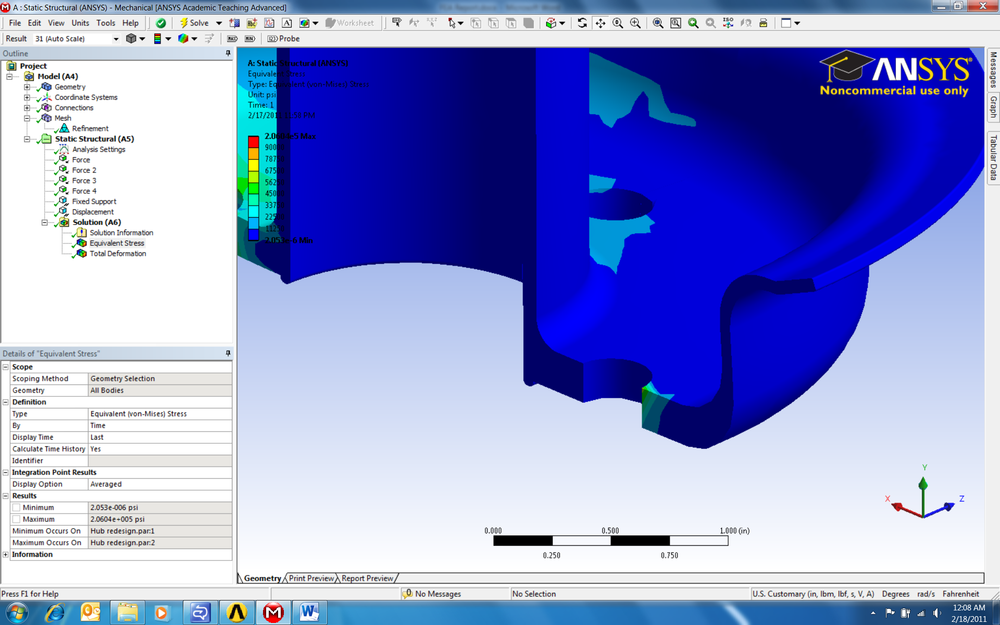 A : Static Structural (ANSYS) - Mechanical [ANSYS Academic Teaching Advanced]
File Edit View Units Tools Help Solve Worksheet ISO
Result 31 (Auto Scale) MAX MIN Probe
Outline
Project
Model (A4)
Geometry
Coordinate Systems
Connections
Mesh
Refinement
Static Structural (A5)
Analysis Settings
Force
Force 2
Force 3
Force 4
Fixed Support
Displacement
Solution (A6)
Solution Information
Equivalent Stress
Total Deformation
Details of "Equivalent Stress"
Scope
Scoping Method Geometry Selection
Geometry All Bodies
Definition
Type Equivalent (von-Mises) Stress
By Time
Display Time Last
Calculate Time History Yes
Identifier
Integration Point Results
Display Option Averaged
Results
Minimum 2.053e-006 psi
Maximum 2.0604e+005 psi
Minimum Occurs On Hub redesign.par:1
Maximum Occurs On Hub redesign.par:2
Information
A: Static Structural (ANSYS)
Equivalent Stress
Type: Equivalent (von-Mises) Stress
Unit: psi
Time: 1
2/17/2011 11:58 PM
2.0604e5 Max
90000
78750
67500
56250
45000
33750
22500
11250
2.053e-6 Min
ANSYS
Noncommercial use only
Messages
Graph
Tabular Data
Y
X
Z
0.000 0.500 1.000 (in)
0.250 0.750
Geometry Print Preview Report Preview
Press F1 for Help No Messages No Selection U.S. Customary (in, lbm, lbf, s, V, A) Degrees rad/s Fahrenheit
12:08 AM
2/18/2011